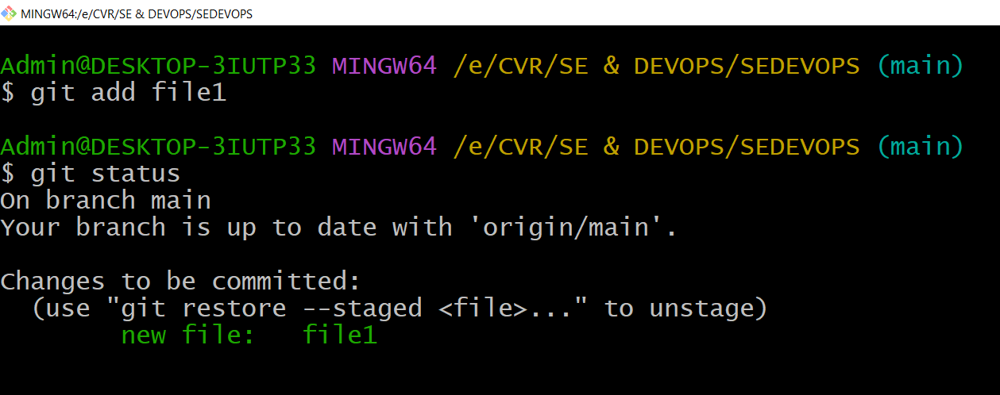 MINGW64:/e/CVR/SE & DEVOPS/SEDEVOPS
Admin@DESKTOP-3IUTP33 MINGW64 /e/CVR/SE & DEVOPS/SEDEVOPS (main)
$ git add file1
Admin@DESKTOP-3IUTP33 MINGW64 /e/CVR/SE & DEVOPS/SEDEVOPS (main)
$ git status
On branch main
Your branch is up to date with 'origin/main'.
Changes to be committed:
  (use "git restore --staged <file>..." to unstage)
        new file:   file1